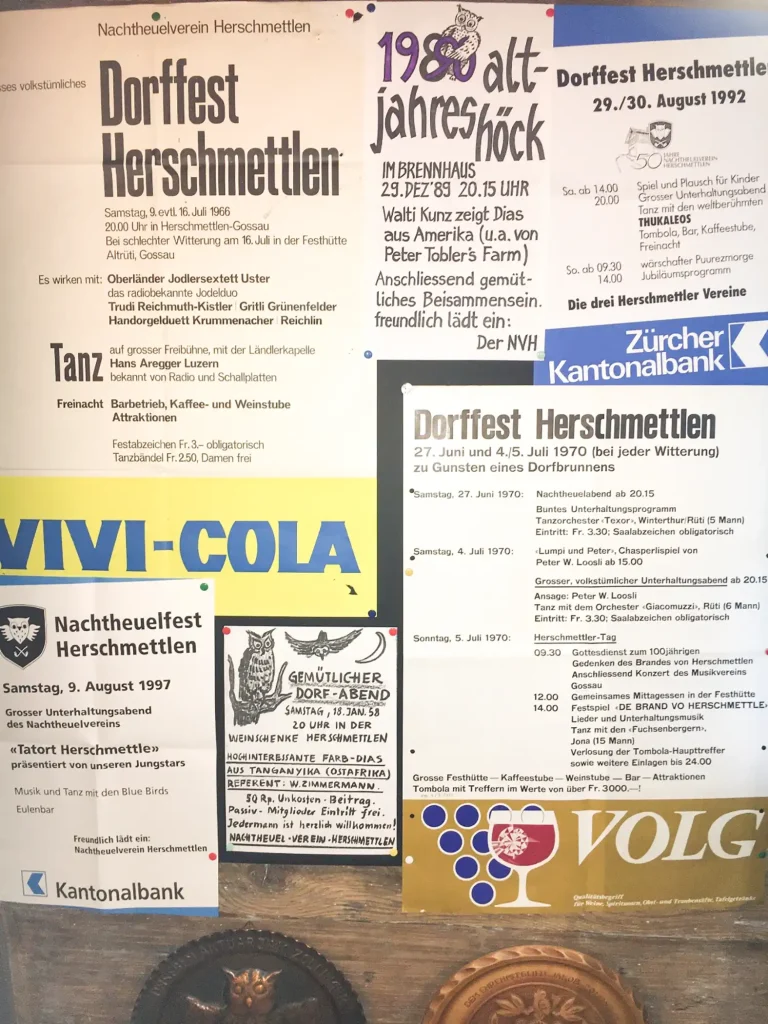 Nachtheuelverein Herschmettlen
sses volkstümliches
Dorffest
Herschmettlen
Samstag, 9. evtl. 16. Juli 1966
20.00 Uhr in Herschmettlen-Gossau
Bei schlechter Witterung am 16. Juli in der Festhütte
Altrüti, Gossau
Es wirken mit: Oberländer Jodlersextett Uster
das radiobekannte Jodelduo
Trudi Reichmuth-Kistler Gritli Grünenfelder
Handorgelduett Krummenacher Reichlin
Tanz
auf grosser Freibühne, mit der Ländlerkapelle
Hans Aregger Luzern
bekannt von Radio und Schallplatten
Freinacht Barbetrieb, Kaffee- und Weinstube
Attraktionen
Festabzeichen Fr. 3.– obligatorisch
Tanzbändel Fr. 2.50, Damen frei
VIVI-COLA
alt-
jahres
höck
IM BRENNHAUS
29. DEZ '89 20.15 UHR
Walti Kunz zeigt Dias
aus Amerika (u.a. von
Peter Tobler's Farm)
Anschliessend gemüt-
liches Beisammensein.
freundlich lädt ein:
Der NVH
Dorffest Herschmettle
29./30. August 1992
50 JAHRE
NACHTHEUELVEREIN
HERSCHMETTLEN
Sa. ab 14.00 Spiel und Plausch für Kinder
20.00 Grosser Unterhaltungsabend
Tanz mit den weltberühmten
THUKALEOS
Tombola, Bar, Kaffeestube,
Freinacht
So. ab 09.30 währschafter Puurezmorge
14.00 Jubiläumsprogramm
Die drei Herschmettler Vereine
Zürcher
Kantonalbank
Dorffest Herschmettlen
27. Juni und 4./5. Juli 1970 (bei jeder Witterung)
zu Gunsten eines Dorfbrunnens
Samstag, 27. Juni 1970: Nachtheuelabend ab 20.15
Buntes Unterhaltungsprogramm
Tanzorchester ‹Texor›, Winterthur/Rüti (5 Mann)
Eintritt: Fr. 3.30; Saalabzeichen obligatorisch
Samstag, 4. Juli 1970: ‹Lumpi und Peter›, Chasperlispiel von
Peter W. Loosli ab 15.00
Grosser, volkstümlicher Unterhaltungsabend ab 20.15
Ansage: Peter W. Loosli
Tanz mit dem Orchester ‹Giacomuzzi›, Rüti (6 Mann)
Eintritt: Fr. 3.30; Saalabzeichen obligatorisch
Sonntag, 5. Juli 1970: Herschmettler-Tag
09.30 Gottesdienst zum 100jährigen
Gedenken des Brandes von Herschmettlen
Anschliessend Konzert des Musikvereins
Gossau
12.00 Gemeinsames Mittagessen in der Festhütte
14.00 Festspiel ‹DE BRAND VO HERSCHMETTLE›
Lieder und Unterhaltungsmusik
Tanz mit den ‹Fuchsenbergern›,
Jona (15 Mann)
Verlosung der Tombola-Haupttreffer
sowie weitere Einlagen bis 24.00
Grosse Festhütte — Kaffeestube — Weinstube — Bar — Attraktionen
Tombola mit Treffern im Werte von über Fr. 3000.—!
VOLG
Qualitätsbegriff
für Weine, Spirituosen, Obst- und Traubensäfte, Tafelgetränke
Nachtheuelfest
Herschmettlen
Samstag, 9. August 1997
Grosser Unterhaltungsabend
des Nachtheuelvereins
«Tatort Herschmettle»
präsentiert von unseren Jungstars
Musik und Tanz mit den Blue Birds
Eulenbar
Freundlich lädt ein:
Nachtheuelverein Herschmettlen
Kantonalbank
GEMÜTLICHER
DORF-ABEND
SAMSTAG, 18. JAN. 58
20 UHR IN DER
WEINSCHENKE HERSCHMETTLEN
HOCHINTERESSANTE FARB-DIAS
AUS TANGANYIKA (OSTAFRIKA)
REFERENT: W. ZIMMERMANN.
50 Rp. Unkosten-Beitrag.
Passiv-Mitglieder Eintritt frei.
Jedermann ist herzlich willkommen!
NACHTHEUEL-VEREIN-HERSCHMETTLEN